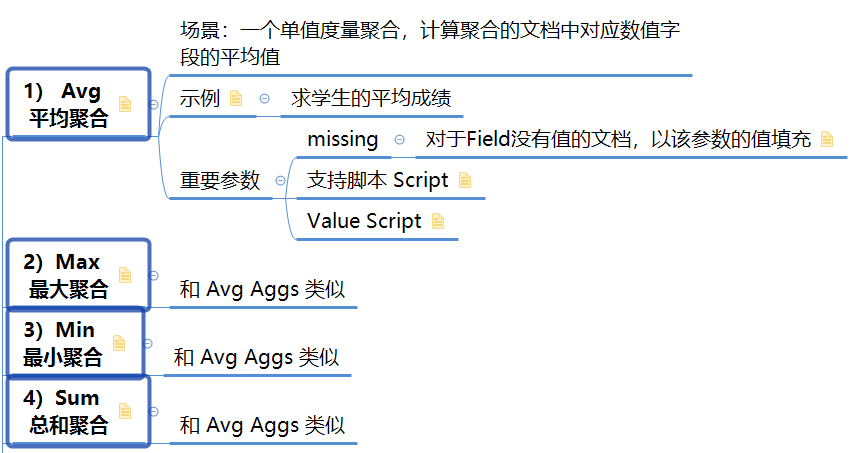 场景：一个单值度量聚合，计算聚合的文档中对应数值字
段的平均值
1） Avg
平均聚合
示例
求学生的平均成绩
重要参数
missing
对于Field没有值的文档，以该参数的值填充
支持脚本 Script
Value Script
2）Max
最大聚合
和 Avg Aggs 类似
3）Min
最小聚合
和 Avg Aggs 类似
4）Sum
总和聚合
和 Avg Aggs 类似